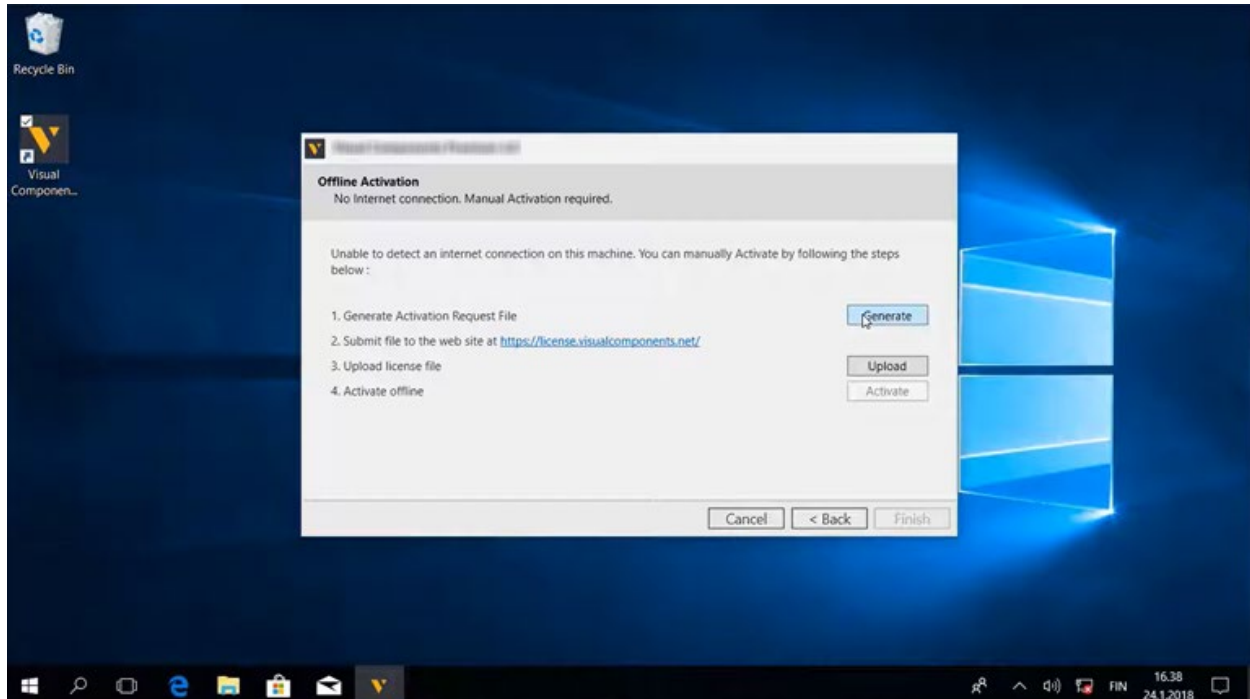 Recycle Bin
Visual
Componen...
Offline Activation
No Internet connection. Manual Activation required.
Unable to detect an internet connection on this machine. You can manually Activate by following the steps
below :
1. Generate Activation Request File
Generate
2. Submit file to the web site at https://license.visualcomponents.net/
3. Upload license file
Upload
4. Activate offline
Activate
Cancel
< Back
Finish
FIN
16.38
24.1.2018